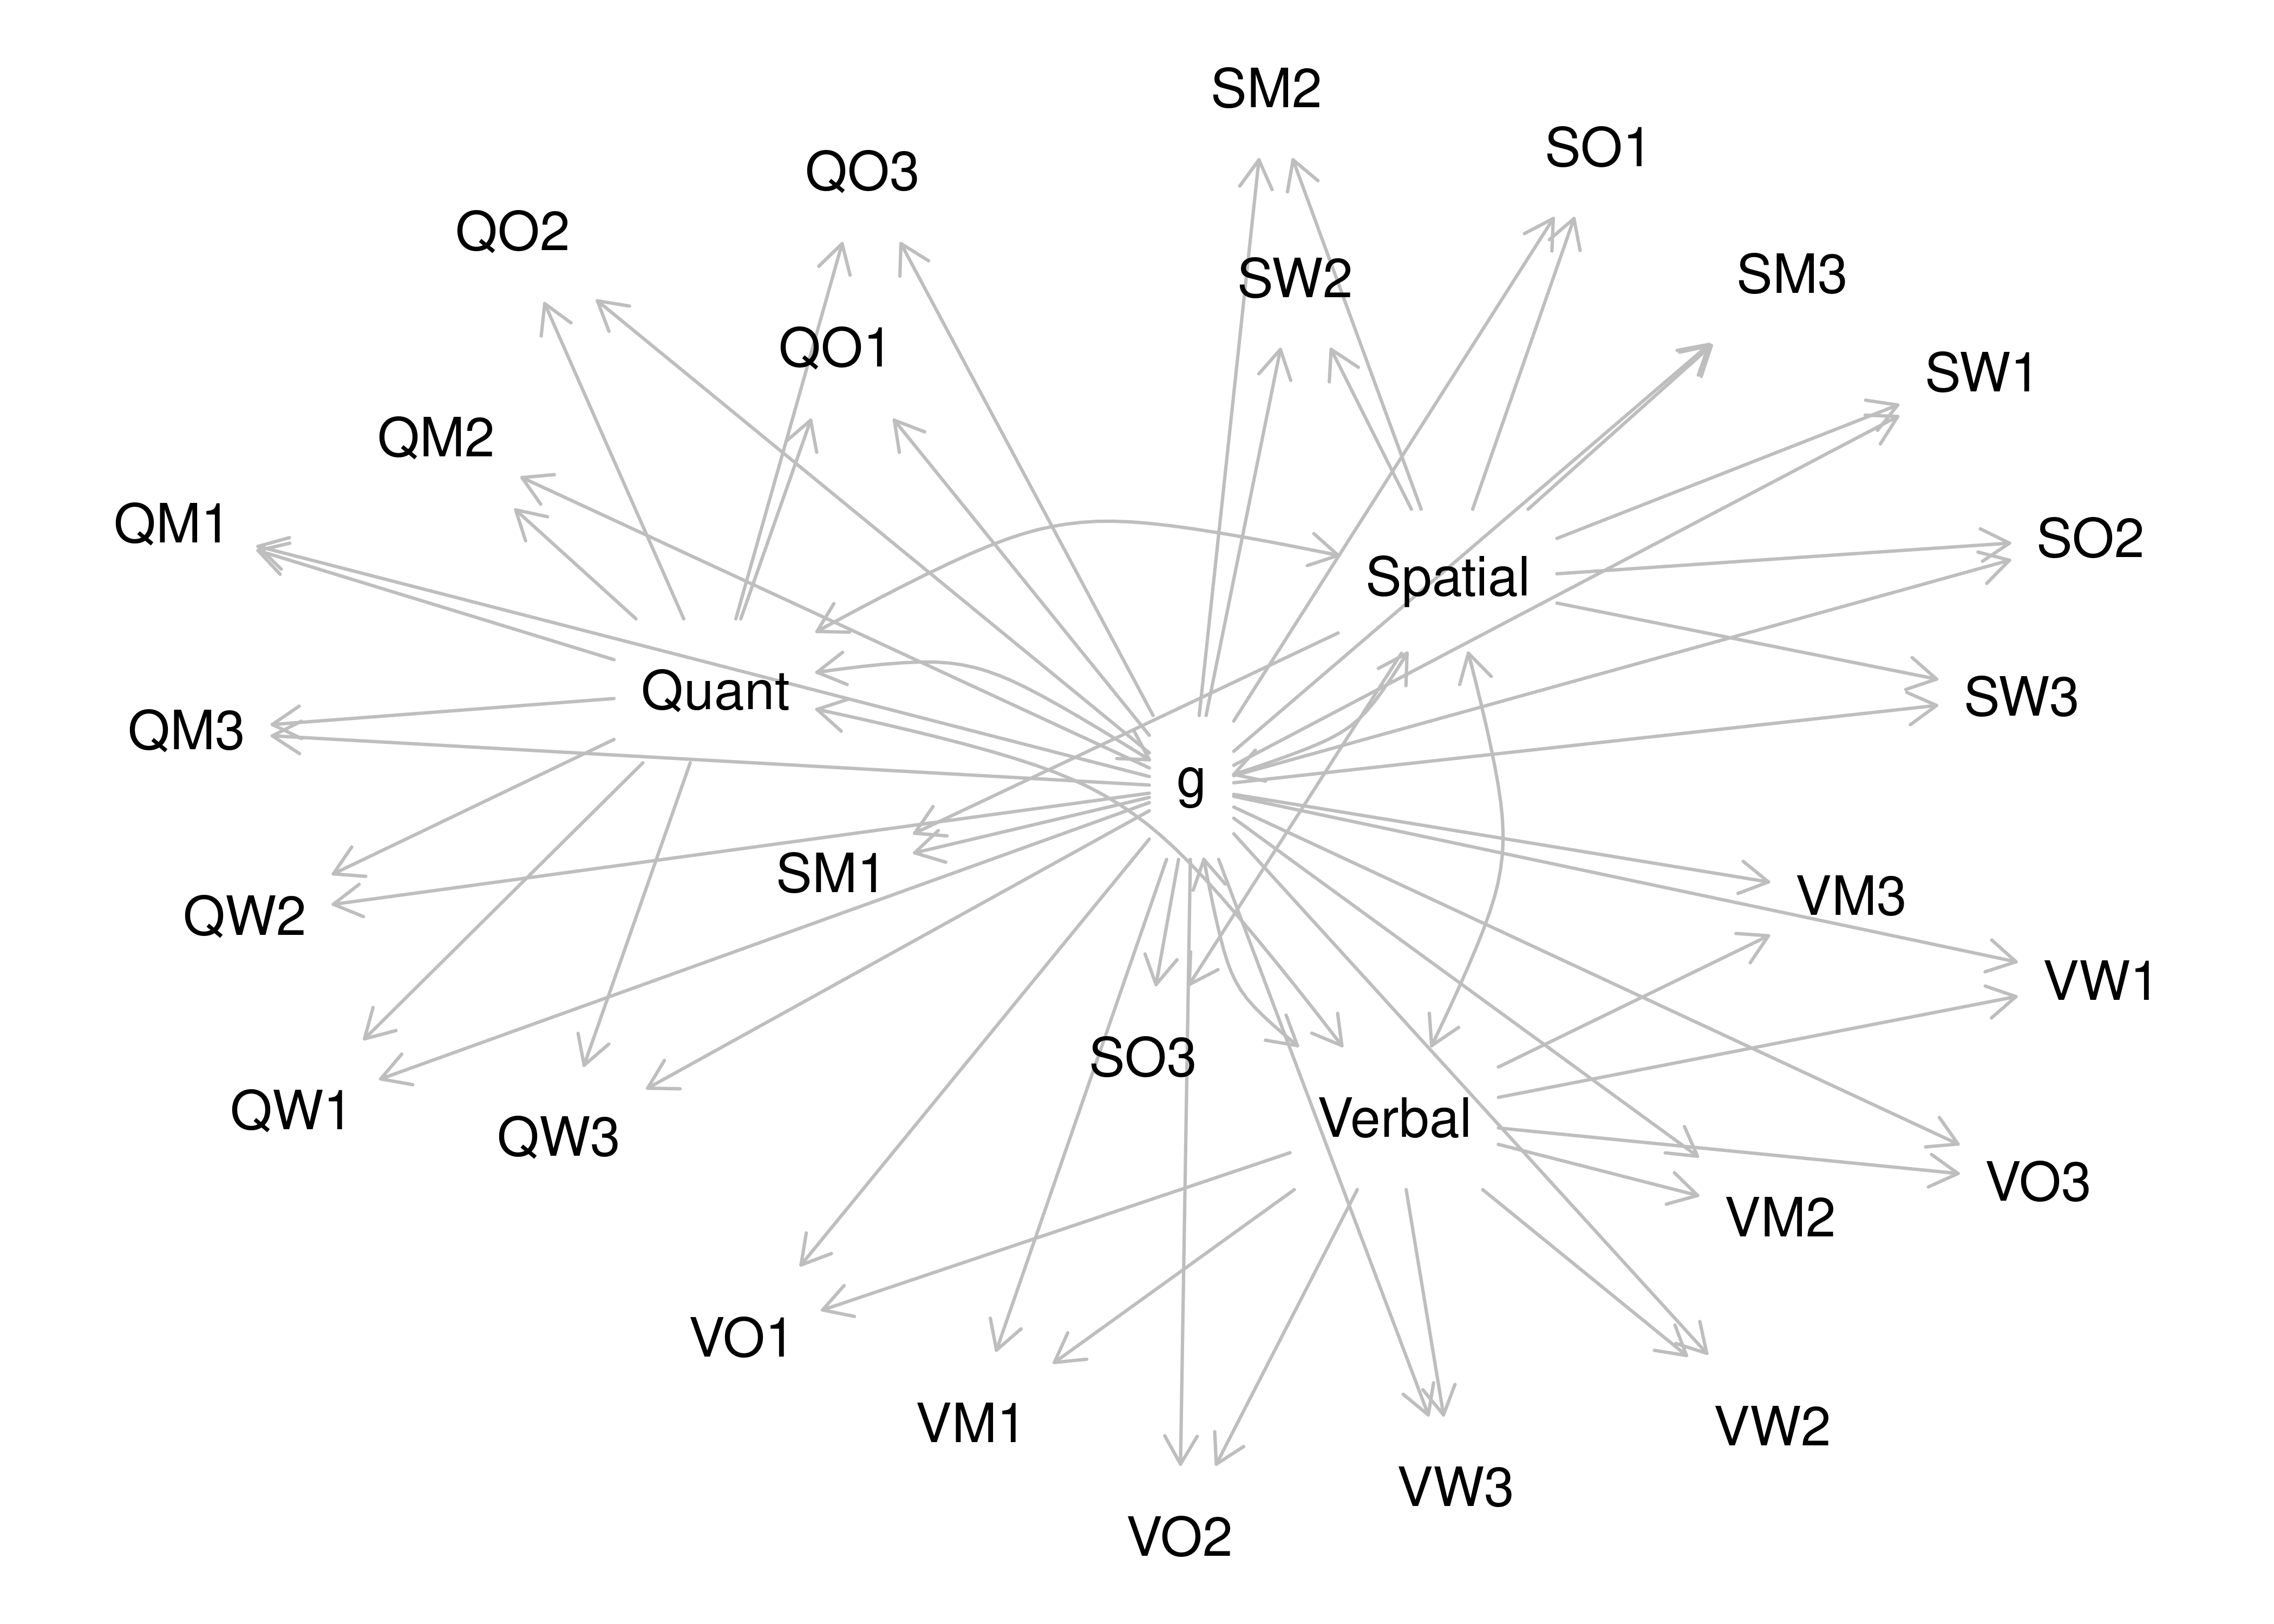 SM2
SO1
QO3
QO2
SW2
SM3
QO1
SW1
QM2
QM1
SO2
Spatial
Quant
SW3
QM3
g
SM1
VM3
QW2
VW1
SO3
QW1
Verbal
QW3
VO3
VM2
VO1
VM1
VW2
VW3
VO2